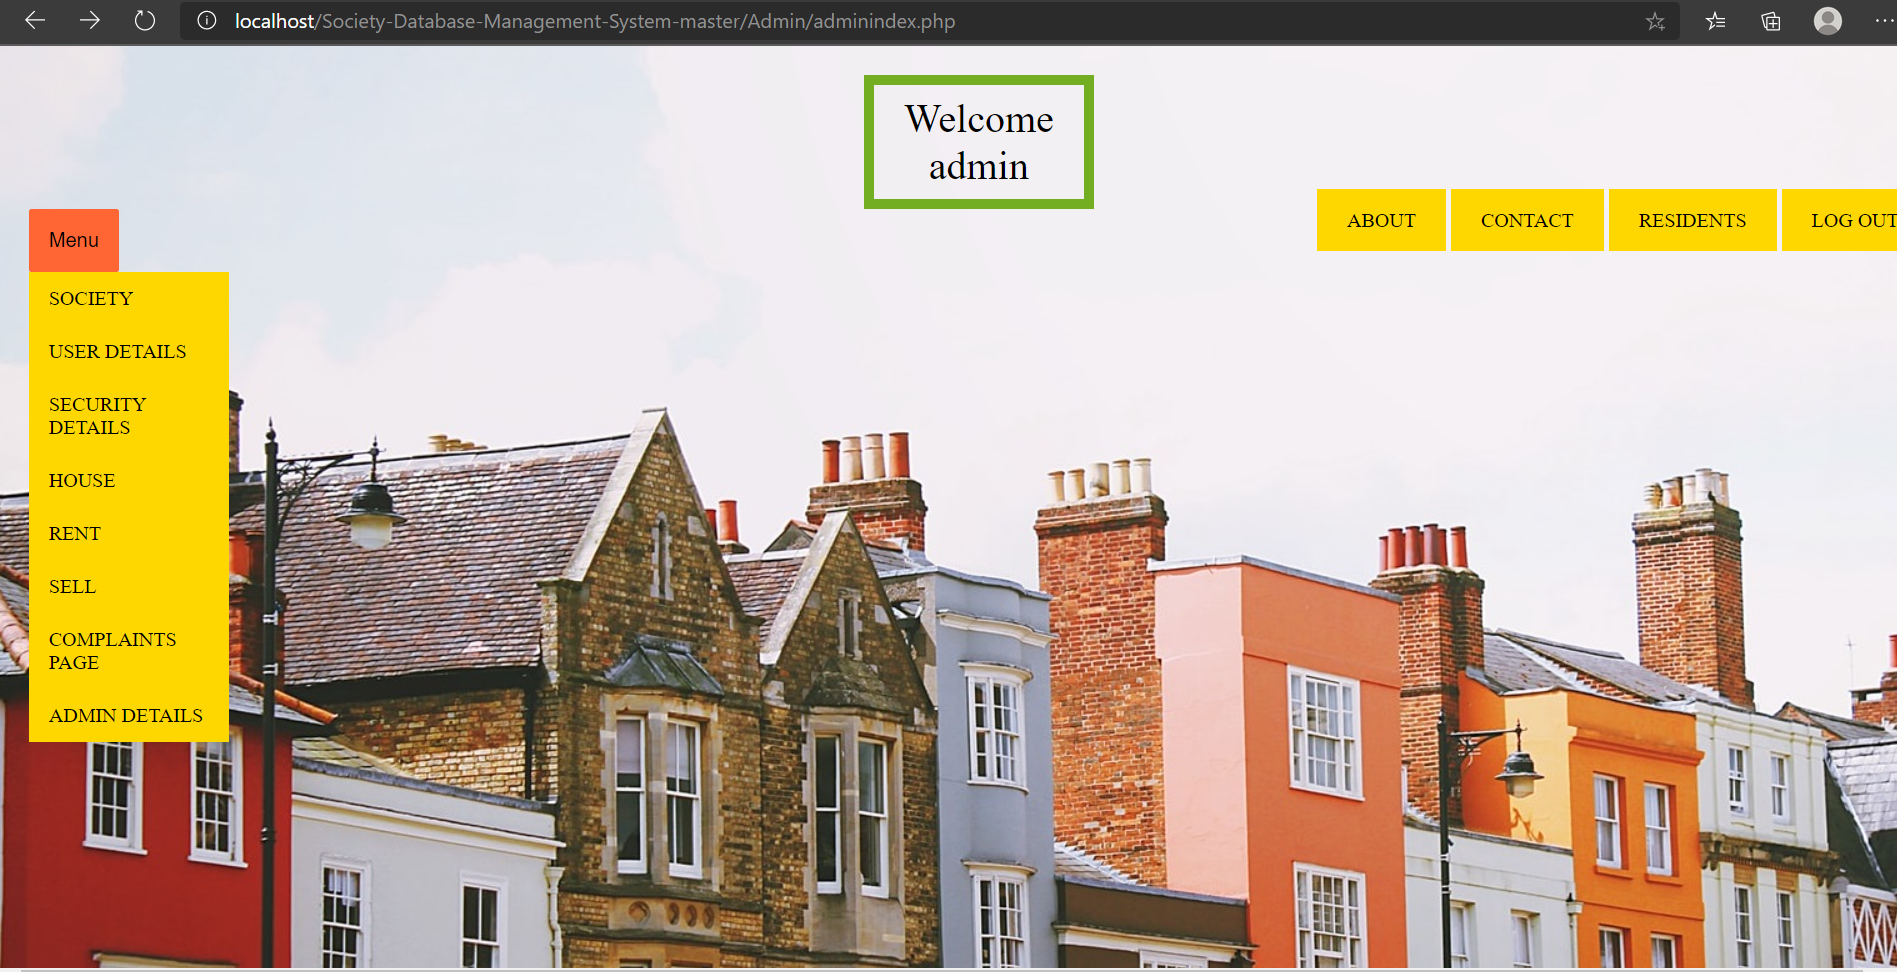 localhost/Society-Database-Management-System-master/Admin/adminindex.php
Welcome
admin
ABOUT CONTACT RESIDENTS LOG OUT
Menu
SOCIETY
USER DETAILS
SECURITY
DETAILS
HOUSE
RENT
SELL
COMPLAINTS
PAGE
ADMIN DETAILS